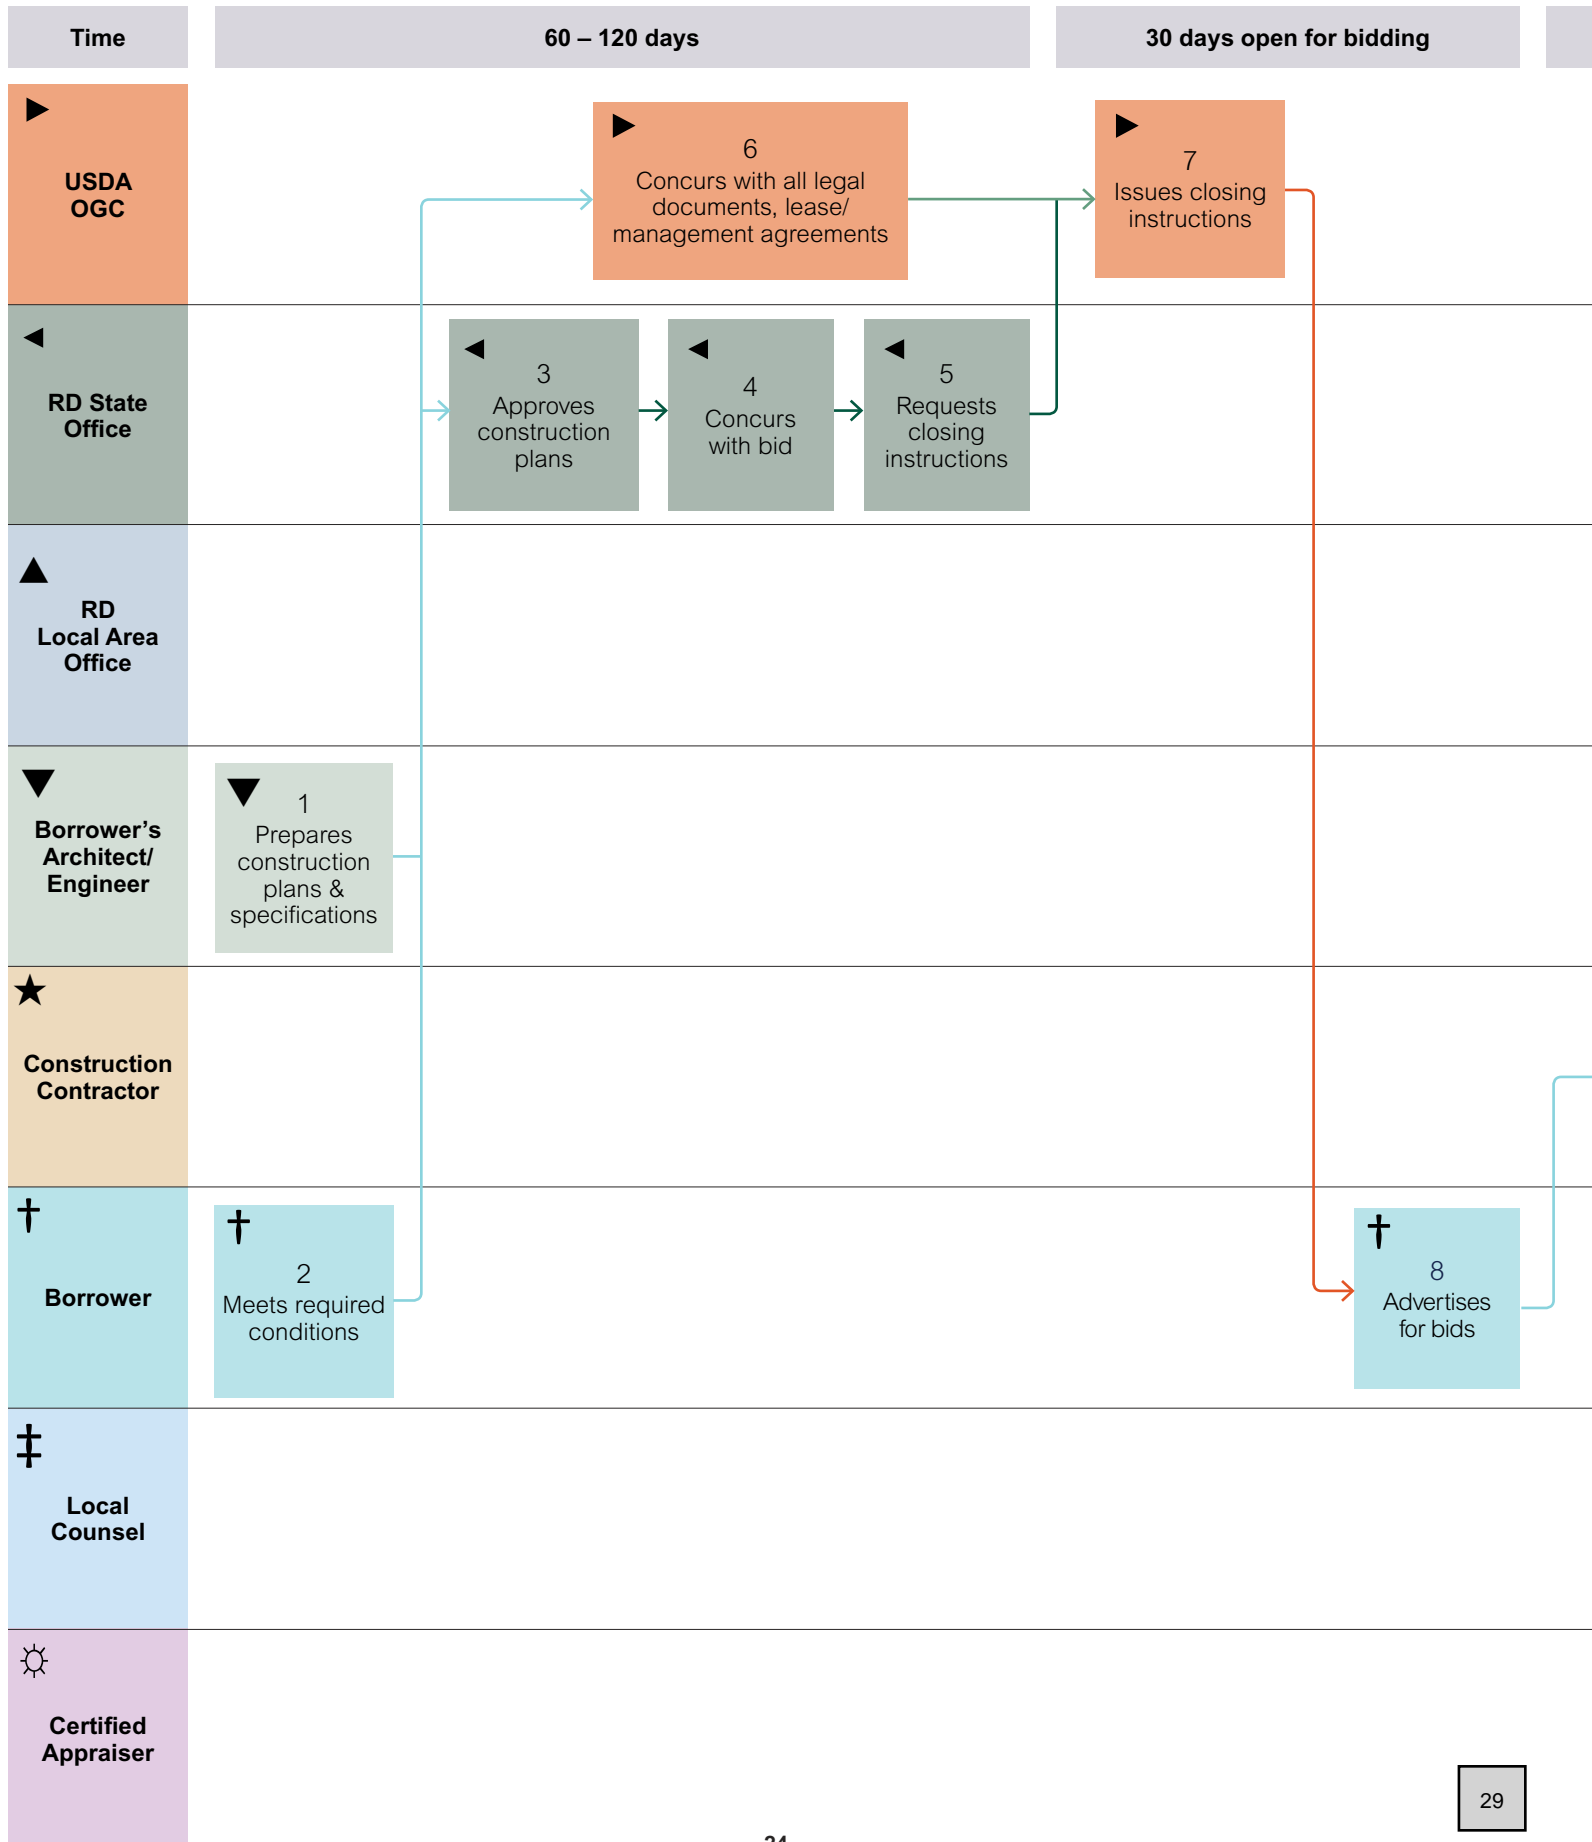 Time
60 – 120 days
30 days open for bidding
USDA
OGC
6
Concurs with all legal
documents, lease/
management agreements
7
Issues closing
instructions
RD State
Office
3
Approves
construction
plans
4
Concurs
with bid
5
Requests
closing
instructions
RD
Local Area
Office
Borrower’s
Architect/
Engineer
1
Prepares
construction
plans &
specifications
Construction
Contractor
Borrower
2
Meets required
conditions
8
Advertises
for bids
Local
Counsel
Certified
Appraiser
29
24